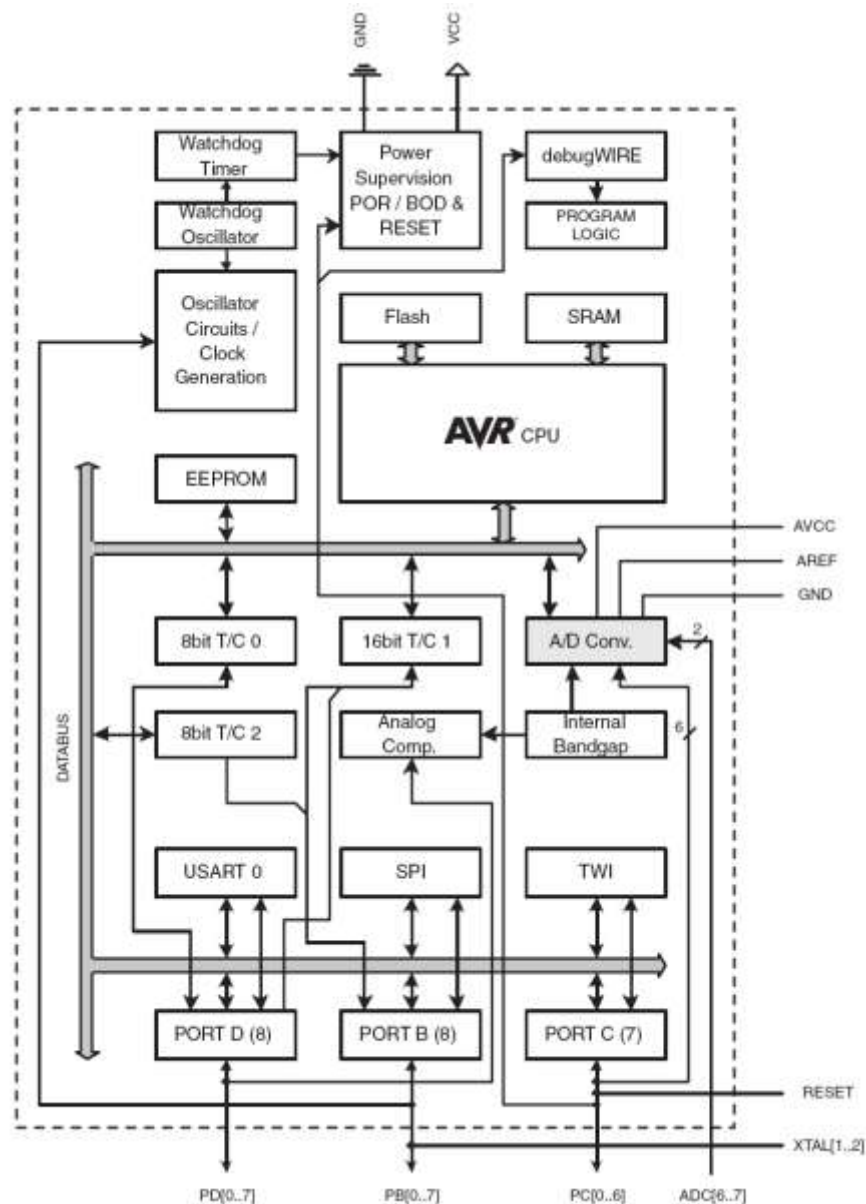 GND
VCC
Watchdog
Timer
Power
Supervision
POR / BOD &
RESET
debugWIRE
Watchdog
Oscillator
PROGRAM
LOGIC
Oscillator
Circuits /
Clock
Generation
Flash
SRAM
AVR CPU
EEPROM
AVCC
AREF
GND
8bit T/C 0
16bit T/C 1
A/D Conv.
2
8bit T/C 2
Analog
Comp.
Internal
Bandgap
6
DATABUS
USART 0
SPI
TWI
PORT D (8)
PORT B (8)
PORT C (7)
RESET
XTAL[1..2]
PD[0..7]
PB[0..7]
PC[0..6]
ADC[6..7]